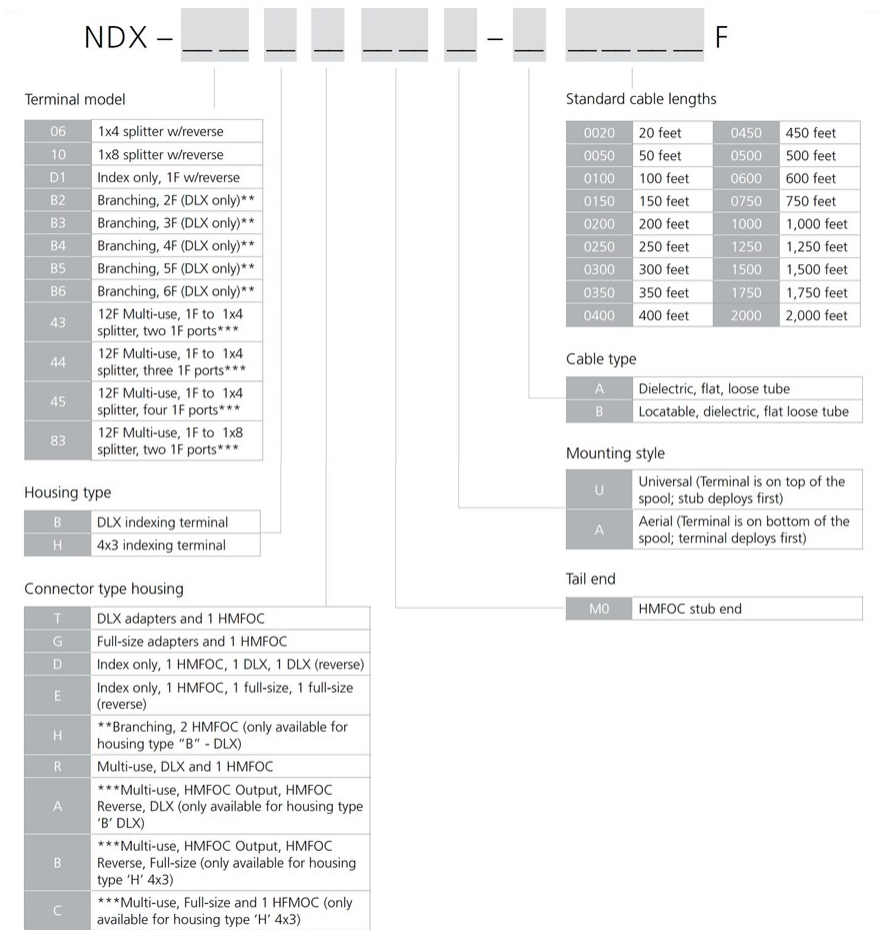 NDX – __ __ __ __ __ __ __ – __ __ __ __ __ F
Terminal model
06 1x4 splitter w/reverse
10 1x8 splitter w/reverse
D1 Index only, 1F w/reverse
B2 Branching, 2F (DLX only)**
B3 Branching, 3F (DLX only)**
B4 Branching, 4F (DLX only)**
B5 Branching, 5F (DLX only)**
B6 Branching, 6F (DLX only)**
43 12F Multi-use, 1F to 1x4
splitter, two 1F ports***
44 12F Multi-use, 1F to 1x4
splitter, three 1F ports***
45 12F Multi-use, 1F to 1x4
splitter, four 1F ports***
83 12F Multi-use, 1F to 1x8
splitter, two 1F ports***
Housing type
B DLX indexing terminal
H 4x3 indexing terminal
Connector type housing
T DLX adapters and 1 HMFOC
G Full-size adapters and 1 HMFOC
D Index only, 1 HMFOC, 1 DLX, 1 DLX (reverse)
E Index only, 1 HMFOC, 1 full-size, 1 full-size
(reverse)
H **Branching, 2 HMFOC (only available for
housing type "B" - DLX)
R Multi-use, DLX and 1 HMFOC
A ***Multi-use, HMFOC Output, HMFOC
Reverse, DLX (only available for housing type
'B' DLX)
B ***Multi-use, HMFOC Output, HMFOC
Reverse, Full-size (only available for housing
type 'H' 4x3)
C ***Multi-use, Full-size and 1 HFMOC (only
available for housing type 'H' 4x3)
Standard cable lengths
0020 20 feet 0450 450 feet
0050 50 feet 0500 500 feet
0100 100 feet 0600 600 feet
0150 150 feet 0750 750 feet
0200 200 feet 1000 1,000 feet
0250 250 feet 1250 1,250 feet
0300 300 feet 1500 1,500 feet
0350 350 feet 1750 1,750 feet
0400 400 feet 2000 2,000 feet
Cable type
A Dielectric, flat, loose tube
B Locatable, dielectric, flat loose tube
Mounting style
U Universal (Terminal is on top of the
spool; stub deploys first)
A Aerial (Terminal is on bottom of the
spool; terminal deploys first)
Tail end
M0 HMFOC stub end